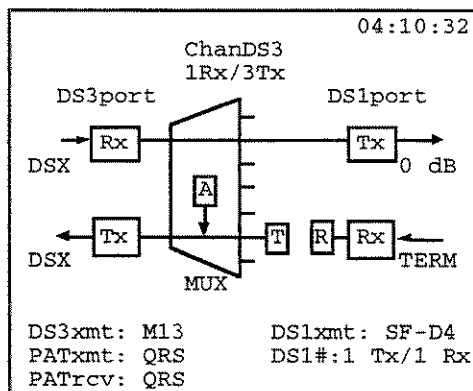 04:10:32
ChanDS3
1Rx/3Tx
DS3port DS1port
Rx Tx
DSX 0 dB
A
Tx T R Rx
DSX TERM
MUX
DS3xmt: M13 DS1xmt: SF-D4
PATxmt: QRS DS1#:1 Tx/1 Rx
PATrcv: QRS